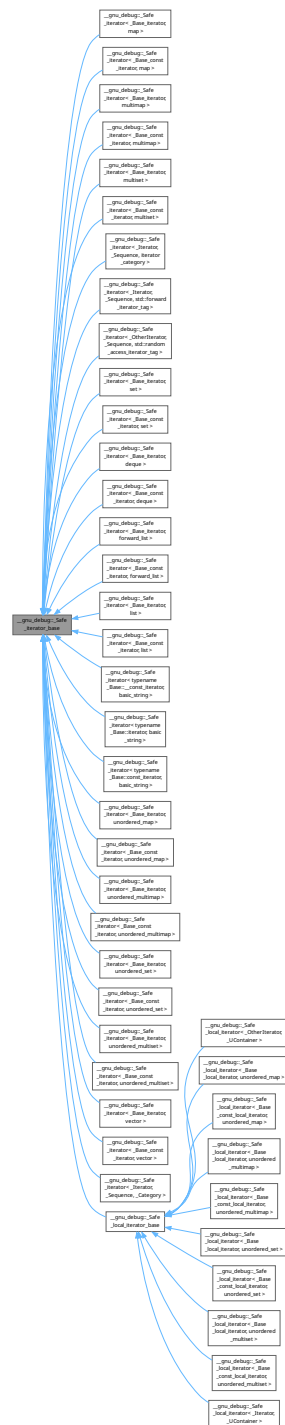 __gnu_debug::_Safe
_iterator< _Base_iterator,
map >
__gnu_debug::_Safe
_iterator< _Base_const
_iterator, map >
__gnu_debug::_Safe
_iterator< _Base_iterator,
multimap >
__gnu_debug::_Safe
_iterator< _Base_const
_iterator, multimap >
__gnu_debug::_Safe
_iterator< _Base_iterator,
multiset >
__gnu_debug::_Safe
_iterator< _Base_const
_iterator, multiset >
__gnu_debug::_Safe
_iterator< _Iterator,
_Sequence, iterator
_category >
__gnu_debug::_Safe
_iterator< _Iterator,
_Sequence, std::forward
_iterator_tag >
__gnu_debug::_Safe
_iterator< _OtherIterator,
_Sequence, std::random
_access_iterator_tag >
__gnu_debug::_Safe
_iterator< _Base_iterator,
set >
__gnu_debug::_Safe
_iterator< _Base_const
_iterator, set >
__gnu_debug::_Safe
_iterator< _Base_iterator,
deque >
__gnu_debug::_Safe
_iterator< _Base_const
_iterator, deque >
__gnu_debug::_Safe
_iterator< _Base_iterator,
forward_list >
__gnu_debug::_Safe
_iterator< _Base_const
_iterator, forward_list >
__gnu_debug::_Safe
_iterator< _Base_iterator,
list >
__gnu_debug::_Safe
_iterator_base
__gnu_debug::_Safe
_iterator< _Base_const
_iterator, list >
__gnu_debug::_Safe
_iterator< typename
_Base::__const_iterator,
basic_string >
__gnu_debug::_Safe
_iterator< typename
_Base::iterator, basic
_string >
__gnu_debug::_Safe
_iterator< typename
_Base::const_iterator,
basic_string >
__gnu_debug::_Safe
_iterator< _Base_iterator,
unordered_map >
__gnu_debug::_Safe
_iterator< _Base_const
_iterator, unordered_map >
__gnu_debug::_Safe
_iterator< _Base_iterator,
unordered_multimap >
__gnu_debug::_Safe
_iterator< _Base_const
_iterator, unordered_multimap >
__gnu_debug::_Safe
_iterator< _Base_iterator,
unordered_set >
__gnu_debug::_Safe
_iterator< _Base_const
_iterator, unordered_set >
__gnu_debug::_Safe
_iterator< _Base_iterator,
unordered_multiset >
__gnu_debug::_Safe
_iterator< _Base_const
_iterator, unordered_multiset >
__gnu_debug::_Safe
_iterator< _Base_iterator,
vector >
__gnu_debug::_Safe
_iterator< _Base_const
_iterator, vector >
__gnu_debug::_Safe
_iterator< _Iterator,
_Sequence, _Category >
__gnu_debug::_Safe
_local_iterator_base
__gnu_debug::_Safe
_local_iterator< _OtherIterator,
_UContainer >
__gnu_debug::_Safe
_local_iterator< _Base
_local_iterator, unordered_map >
__gnu_debug::_Safe
_local_iterator< _Base
_const_local_iterator,
unordered_map >
__gnu_debug::_Safe
_local_iterator< _Base
_local_iterator, unordered
_multimap >
__gnu_debug::_Safe
_local_iterator< _Base
_const_local_iterator,
unordered_multimap >
__gnu_debug::_Safe
_local_iterator< _Base
_local_iterator, unordered_set >
__gnu_debug::_Safe
_local_iterator< _Base
_const_local_iterator,
unordered_set >
__gnu_debug::_Safe
_local_iterator< _Base
_local_iterator, unordered
_multiset >
__gnu_debug::_Safe
_local_iterator< _Base
_const_local_iterator,
unordered_multiset >
__gnu_debug::_Safe
_local_iterator< _Iterator,
_UContainer >